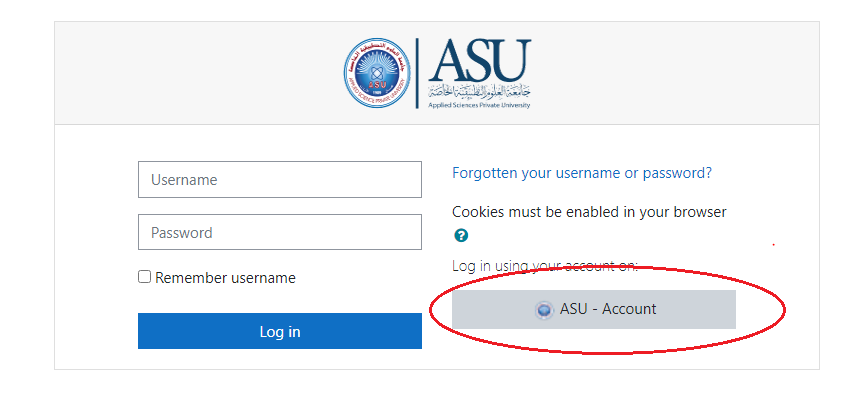 ASU
جامعة العلوم التطبيقية الخاصة
Applied Sciences Private University
Username
Password
Remember username
Log in
Forgotten your username or password?
Cookies must be enabled in your browser
Log in using your account on:
ASU - Account